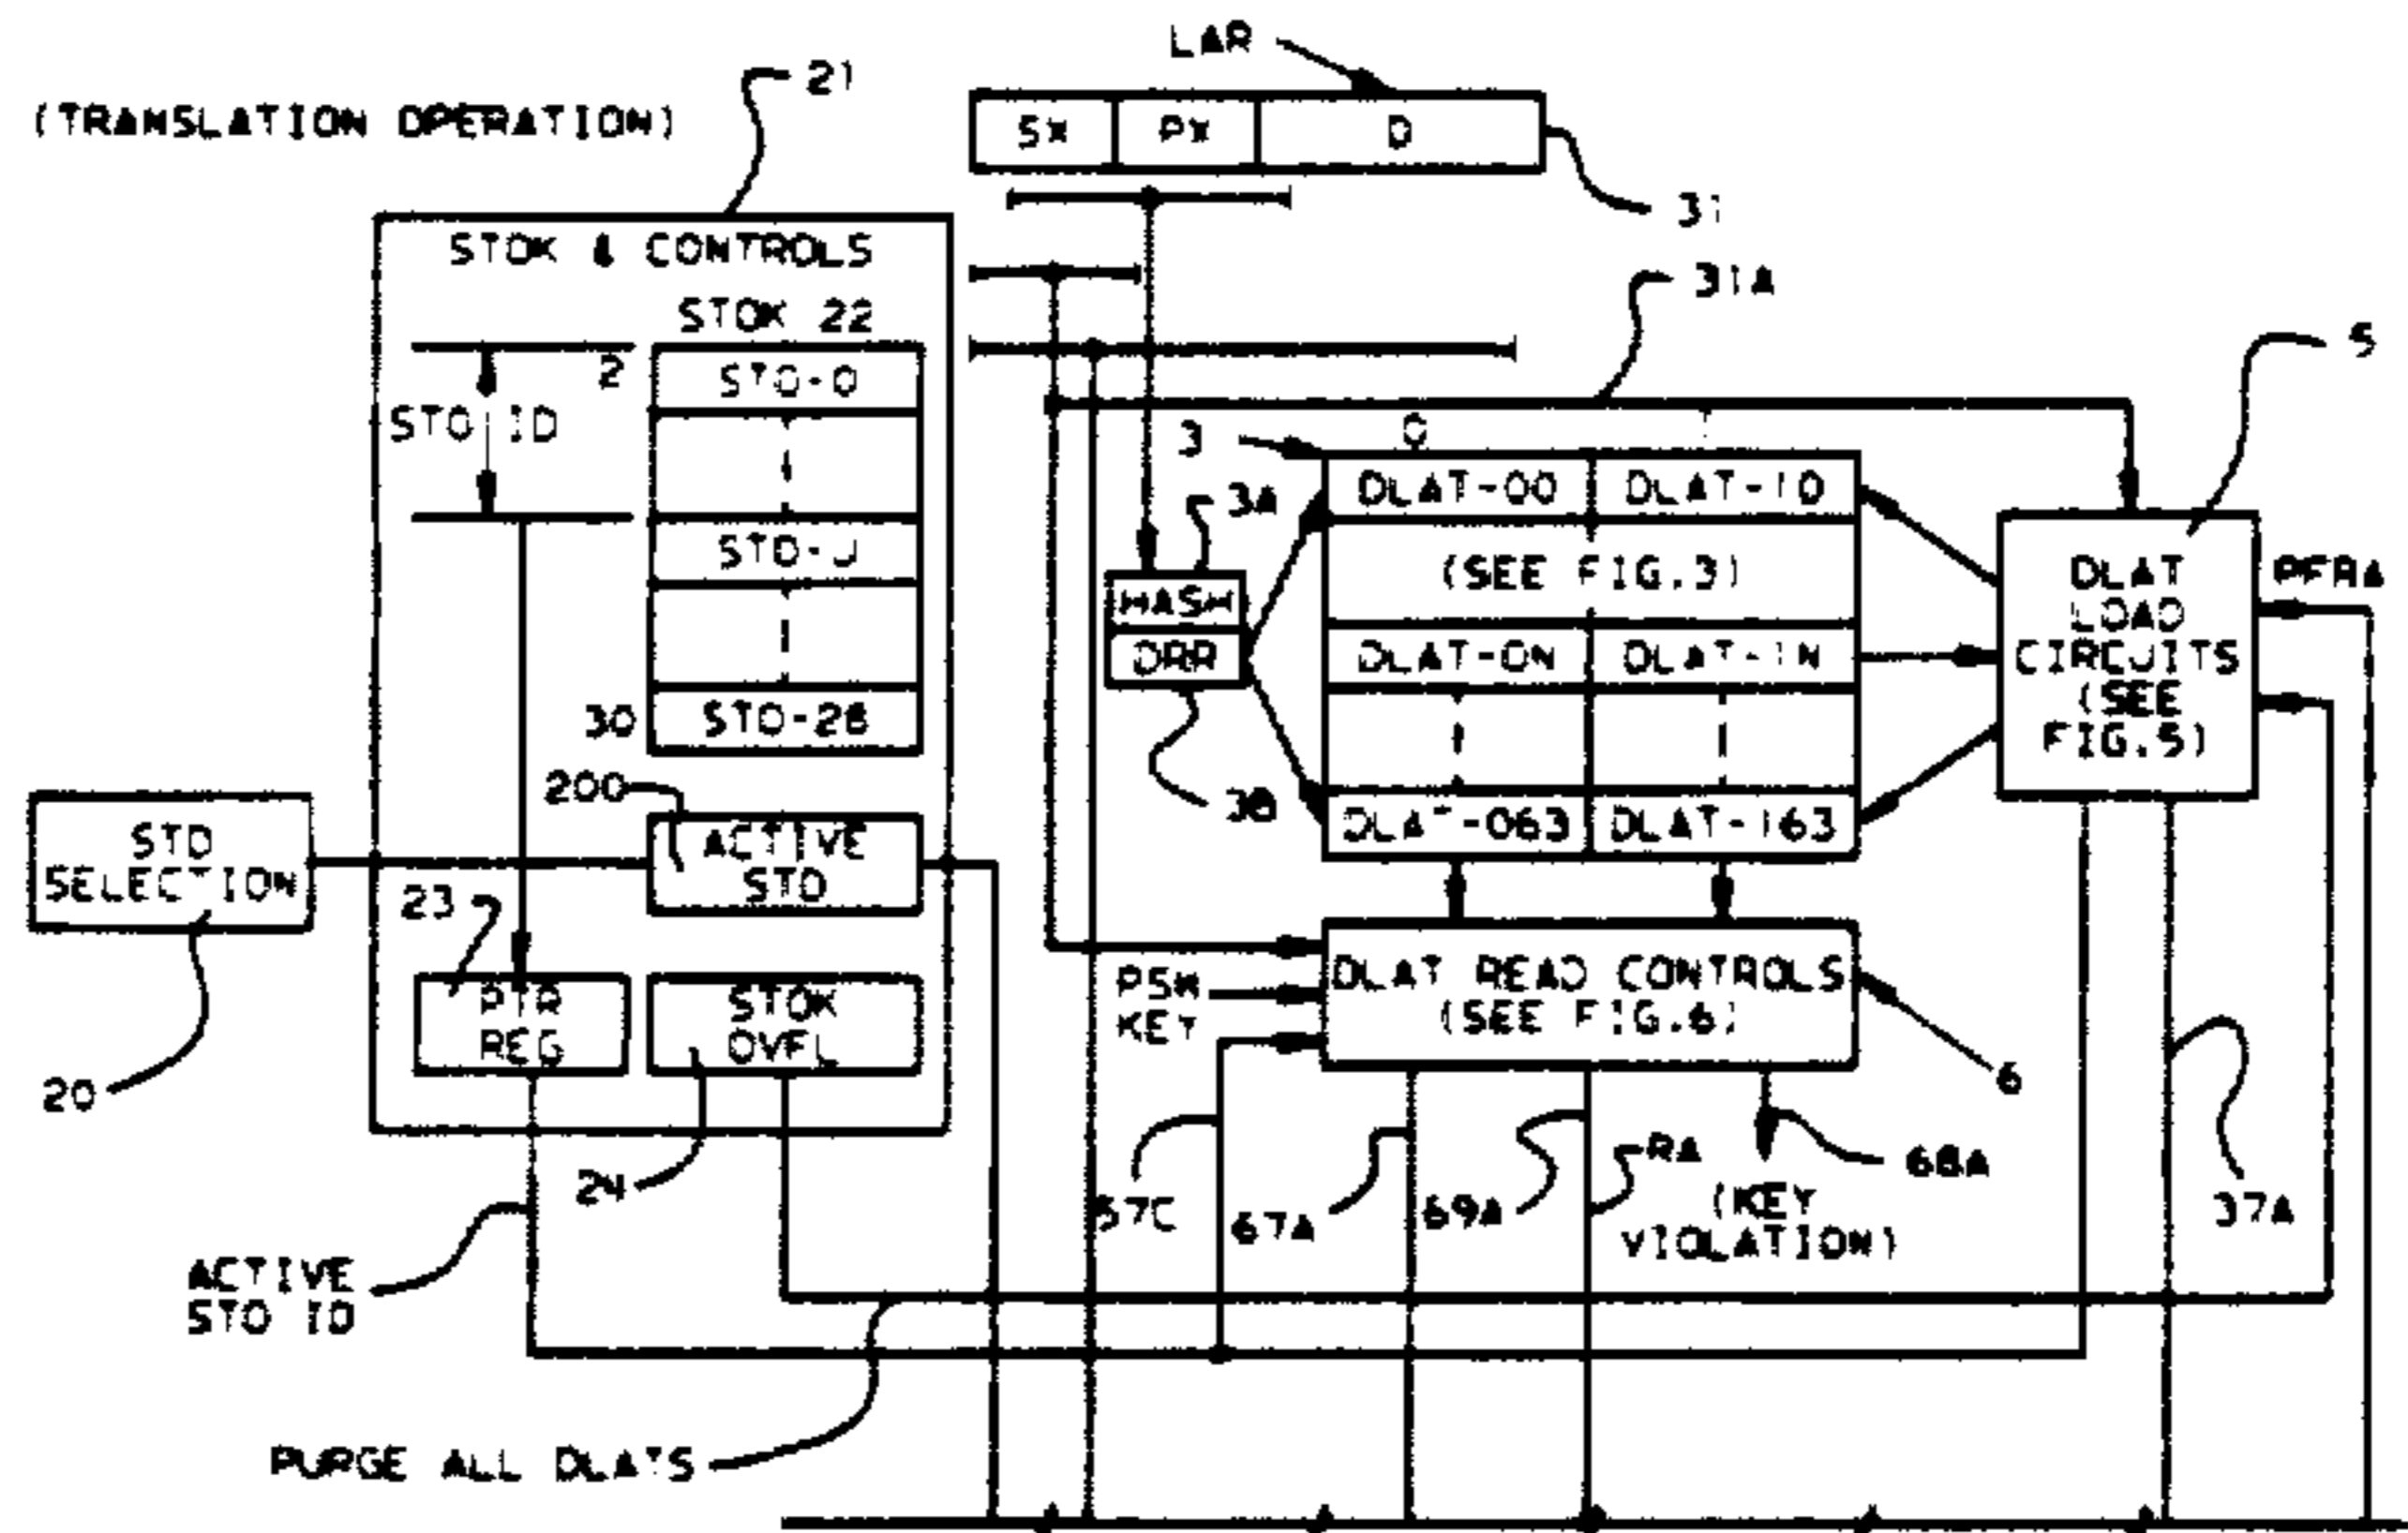 LAR
21
(TRANSLATION OPERATION)
SX PX D
31
STOK & CONTROLS
31A
STOK 22
5
2
STO-0
STO ID
3
0
DLAT-00 DLAT-10
3A
STO-J
(SEE FIG.3)
DLAT
LOAD
CIRCUITS
(SEE
FIG.5)
PFRA
HASH
DRR
DLAT-0N DLAT-1N
30
STO-28
200
3B
DLAT-063 DLAT-163
STO
SELECTION
ACTIVE
STO
23
PSW
KEY
DLAT READ CONTROLS
(SEE FIG.6)
PTR
REG
STOK
OVFL
20
6
24
57C
67A
69A
RA
68A
(KEY
VIOLATION)
37A
ACTIVE
STO ID
PURGE ALL DLATS